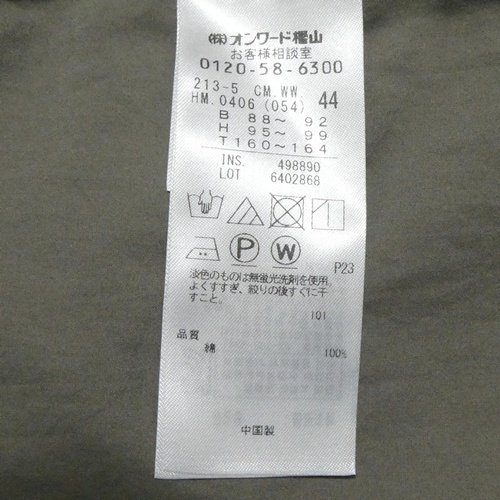 (株)オンワード樫山
お客様相談室
0120-58-6300
213-5 CM.WW
HM.0406 (054) 44
B 88～ 92
H 95～ 99
T 160～164
INS. 498890
LOT 6402868
P W
P23
淡色のものは無蛍光洗剤を使用。
よくすすぎ、絞りの後すぐに干
すこと。
101
品質
綿 100%
中国製